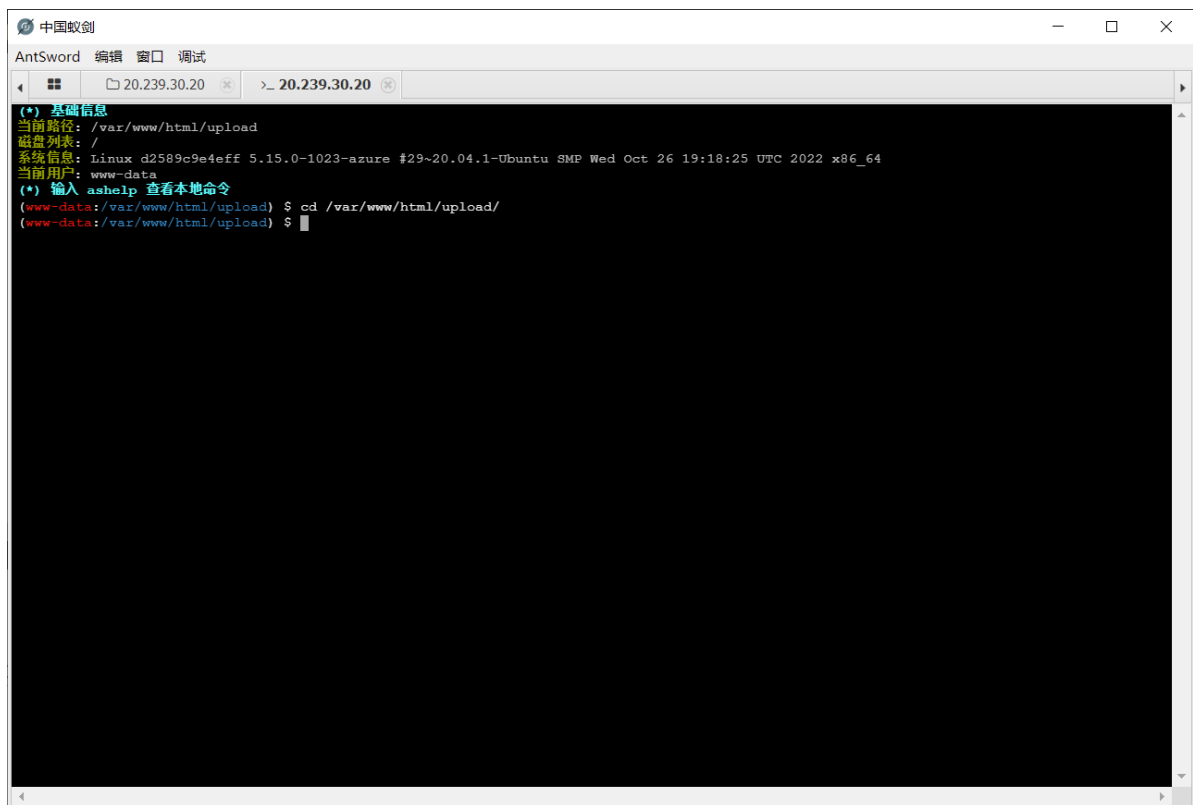 中国蚁剑
AntSword 编辑 窗口 调试
20.239.30.20 >_ 20.239.30.20
(*) 基础信息
当前路径: /var/www/html/upload
磁盘列表: /
系统信息: Linux d2589c9e4eff 5.15.0-1023-azure #29~20.04.1-Ubuntu SMP Wed Oct 26 19:18:25 UTC 2022 x86_64
当前用户: www-data
(*) 输入 ashelp 查看本地命令
(www-data:/var/www/html/upload) $ cd /var/www/html/upload/
(www-data:/var/www/html/upload) $